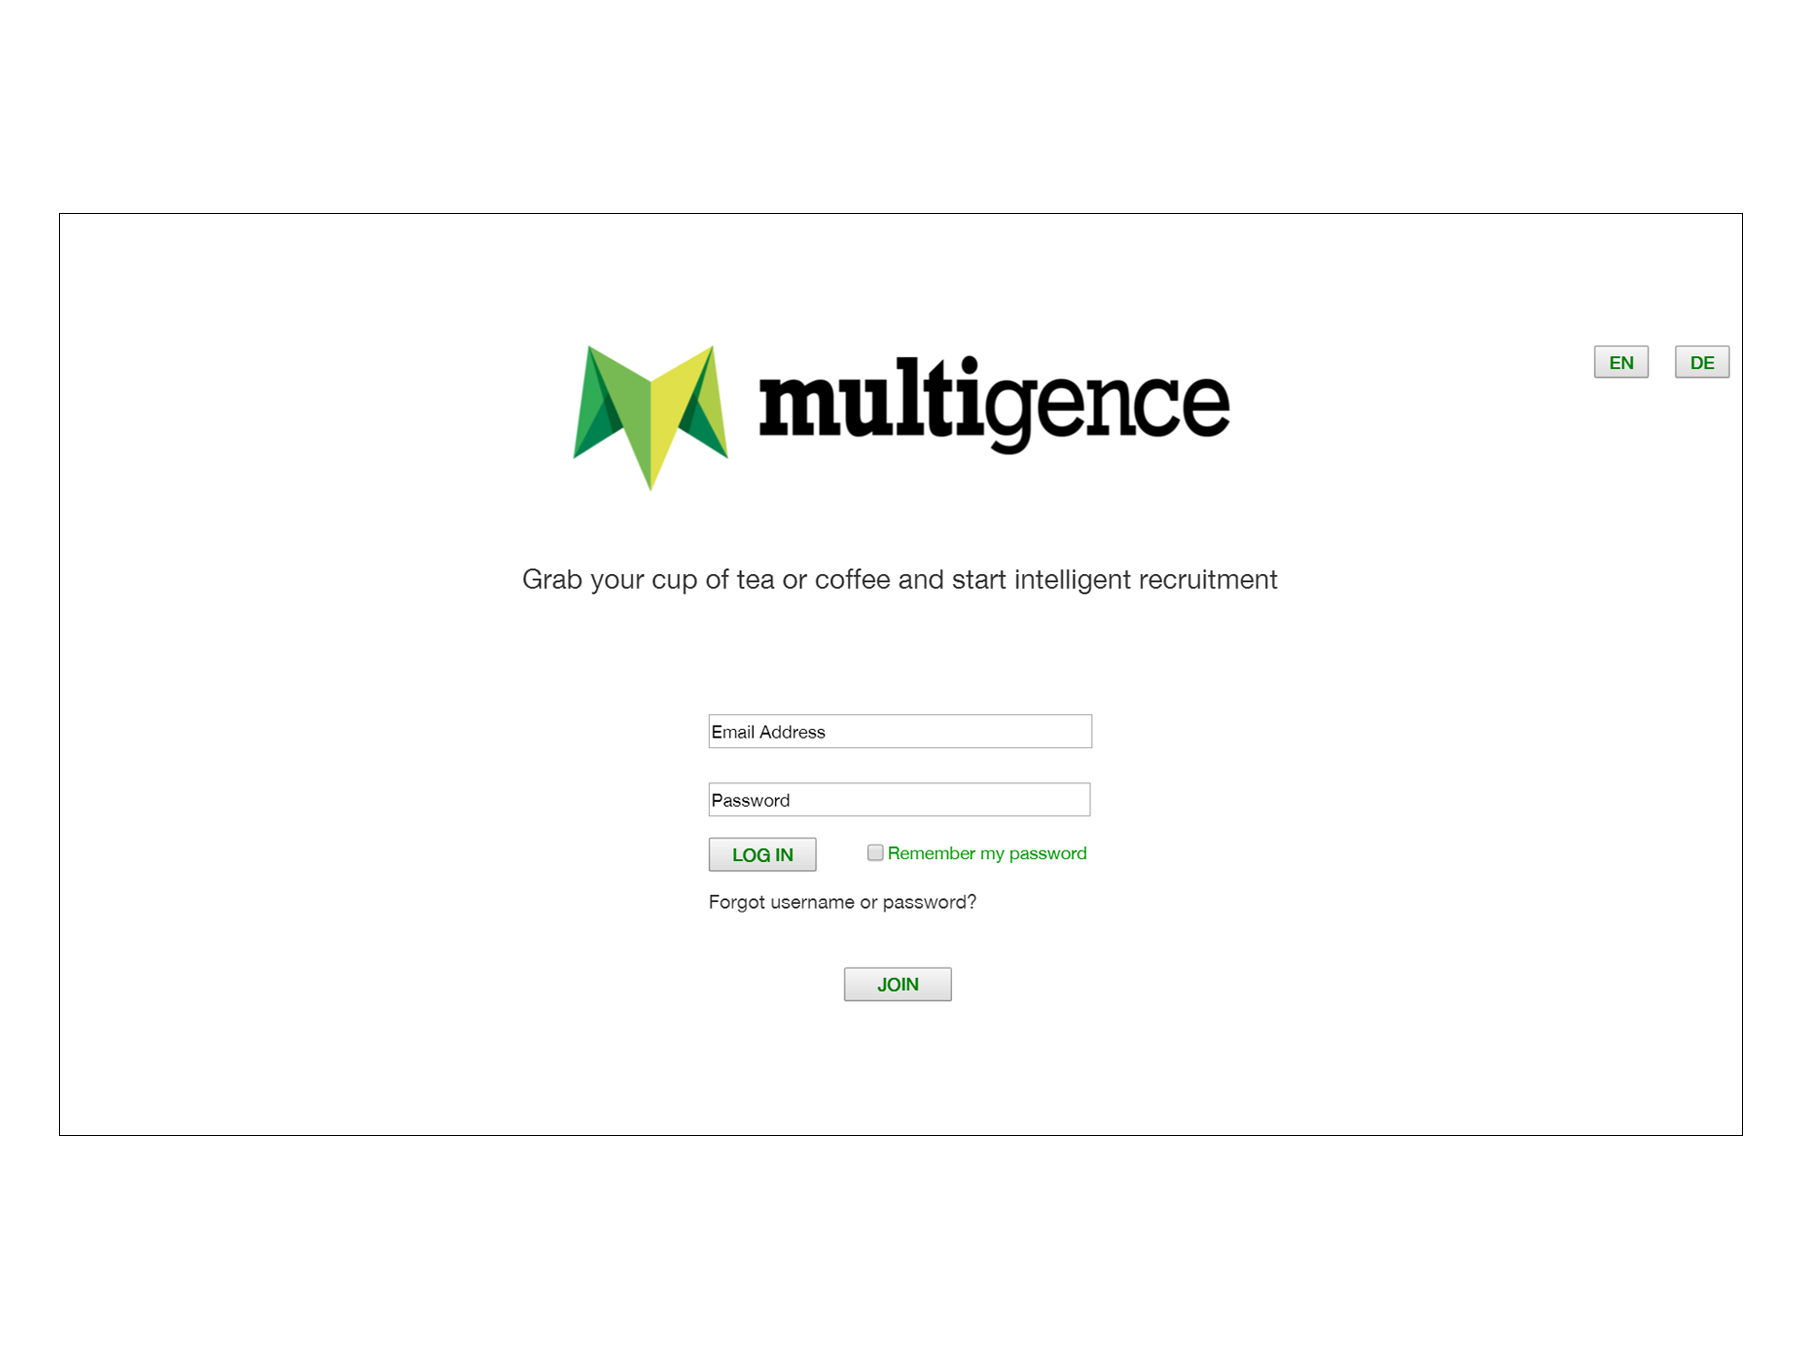 multigence
EN
DE
Grab your cup of tea or coffee and start intelligent recruitment
Email Address
Password
LOG IN
Remember my password
Forgot username or password?
JOIN